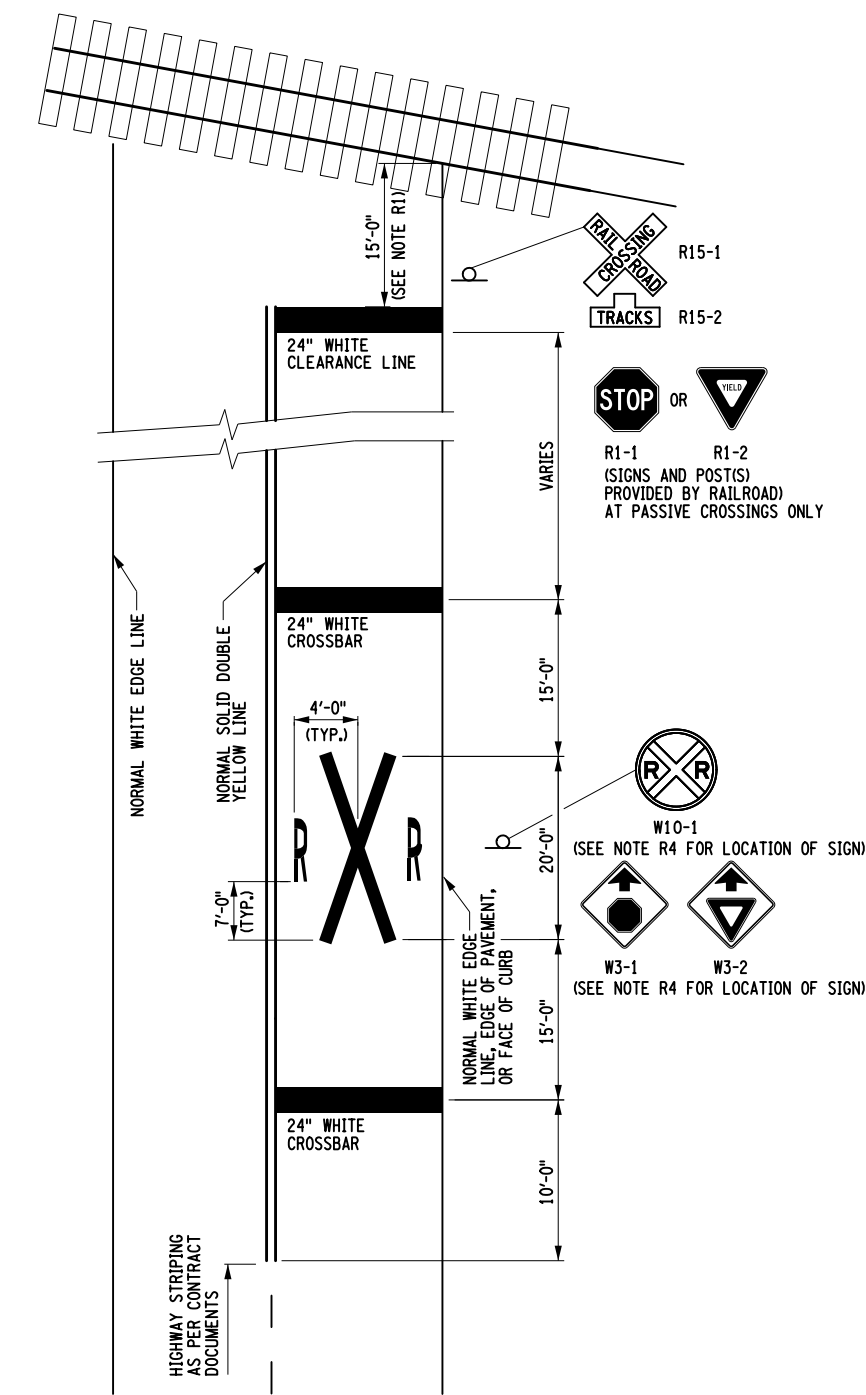 15'-0"
(SEE NOTE R1)
RAIL
ROAD
CROSSING
R15-1
TRACKS
R15-2
24" WHITE
CLEARANCE LINE
STOP
OR
YIELD
R1-1
R1-2
(SIGNS AND POST(S)
PROVIDED BY RAILROAD)
AT PASSIVE CROSSINGS ONLY
VARIES
NORMAL WHITE EDGE LINE
NORMAL SOLID DOUBLE
YELLOW LINE
24" WHITE
CROSSBAR
15'-0"
4'-0"
(TYP.)
R
R
R
R
W10-1
(SEE NOTE R4 FOR LOCATION OF SIGN)
20'-0"
7'-0"
(TYP.)
W3-1
W3-2
(SEE NOTE R4 FOR LOCATION OF SIGN)
NORMAL WHITE EDGE
LINE, EDGE OF PAVEMENT,
OR FACE OF CURB
15'-0"
24" WHITE
CROSSBAR
10'-0"
HIGHWAY STRIPING
AS PER CONTRACT
DOCUMENTS